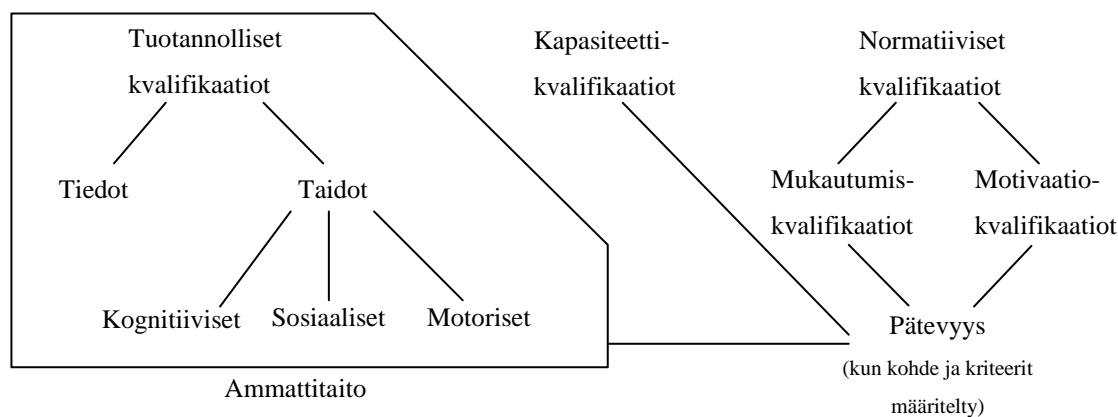 Tuotannolliset
kvalifikaatiot
Kapasiteetti-
kvalifikaatiot
Normatiiviset
kvalifikaatiot
Tiedot
Taidot
Mukautumis-
kvalifikaatiot
Motivaatio-
kvalifikaatiot
Kognitiiviset
Sosiaaliset
Motoriset
Pätevyys
(kun kohde ja kriteerit
määritelty)
Ammattitaito